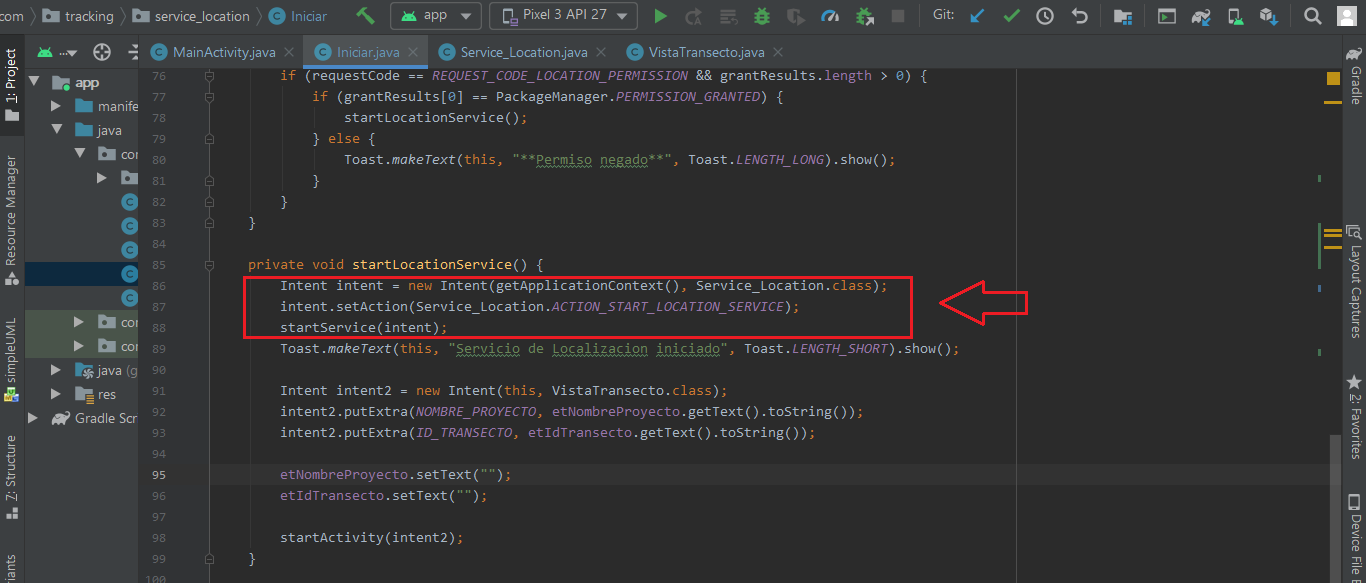 com tracking service_location Iniciar app Pixel 3 API 27 Git:
MainActivity.java Iniciar.java Service_Location.java VistaTransecto.java
1: Project
Resource Manager
simpleUML
7: Structure
app
manife
java
com
java (g
res
Gradle Scr
76 if (requestCode == REQUEST_CODE_LOCATION_PERMISSION && grantResults.length > 0) {
77 if (grantResults[0] == PackageManager.PERMISSION_GRANTED) {
78 startLocationService();
79 } else {
80 Toast.makeText(this, "**Permiso negado**", Toast.LENGTH_LONG).show();
81 }
82 }
83 }
84
85 private void startLocationService() {
86 Intent intent = new Intent(getApplicationContext(), Service_Location.class);
87 intent.setAction(Service_Location.ACTION_START_LOCATION_SERVICE);
88 startService(intent);
89 Toast.makeText(this, "Servicio de Localizacion iniciado", Toast.LENGTH_SHORT).show();
90
91 Intent intent2 = new Intent(this, VistaTransecto.class);
92 intent2.putExtra(NOMBRE_PROYECTO, etNombreProyecto.getText().toString());
93 intent2.putExtra(ID_TRANSECTO, etIdTransecto.getText().toString());
94
95 etNombreProyecto.setText("");
96 etIdTransecto.setText("");
97
98 startActivity(intent2);
99 }
100
Gradle
Layout Captures
2: Favorites
Device File E